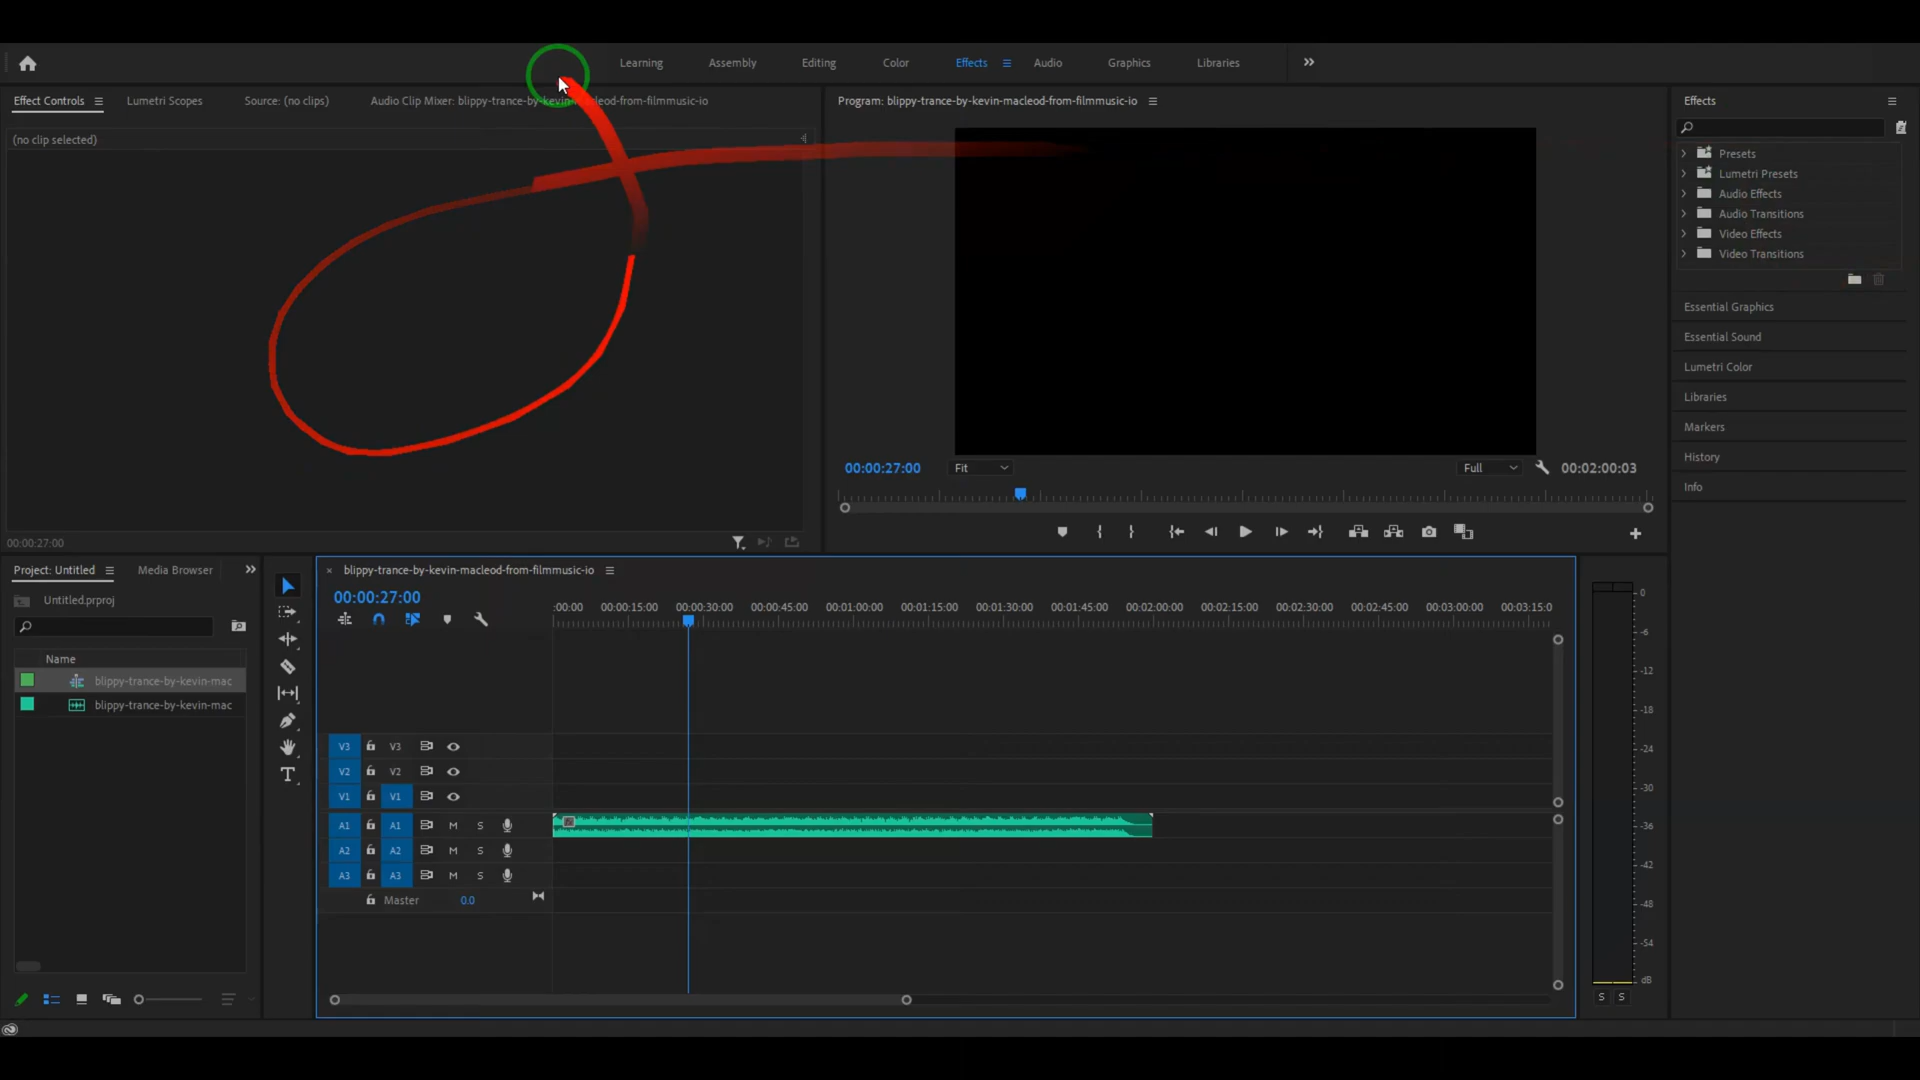 Learning Assembly Editing Color Effects Audio Graphics Libraries
Effect Controls Lumetri Scopes Source: (no clips) Audio Clip Mixer: blippy-trance-by-kevin-macleod-from-filmmusic-io
(no clip selected)
00:00:27:00
Program: blippy-trance-by-kevin-macleod-from-filmmusic-io
00:00:27:00 Fit Full 00:02:00:03
Effects
Presets
Lumetri Presets
Audio Effects
Audio Transitions
Video Effects
Video Transitions
Essential Graphics
Essential Sound
Lumetri Color
Libraries
Markers
History
Info
Project: Untitled Media Browser
Untitled.prproj
Name
blippy-trance-by-kevin-mac
blippy-trance-by-kevin-mac
blippy-trance-by-kevin-macleod-from-filmmusic-io
00:00:27:00
:00:00 00:00:15:00 00:00:30:00 00:00:45:00 00:01:00:00 00:01:15:00 00:01:30:00 00:01:45:00 00:02:00:00 00:02:15:00 00:02:30:00 00:02:45:00 00:03:00:00 00:03:15:0
V3 V3
V2 V2
V1 V1
A1 A1 M S
A2 A2 M S
A3 A3 M S
Master 0.0
0
-6
-12
-18
-24
-30
-36
-42
-48
-54
dB
S S